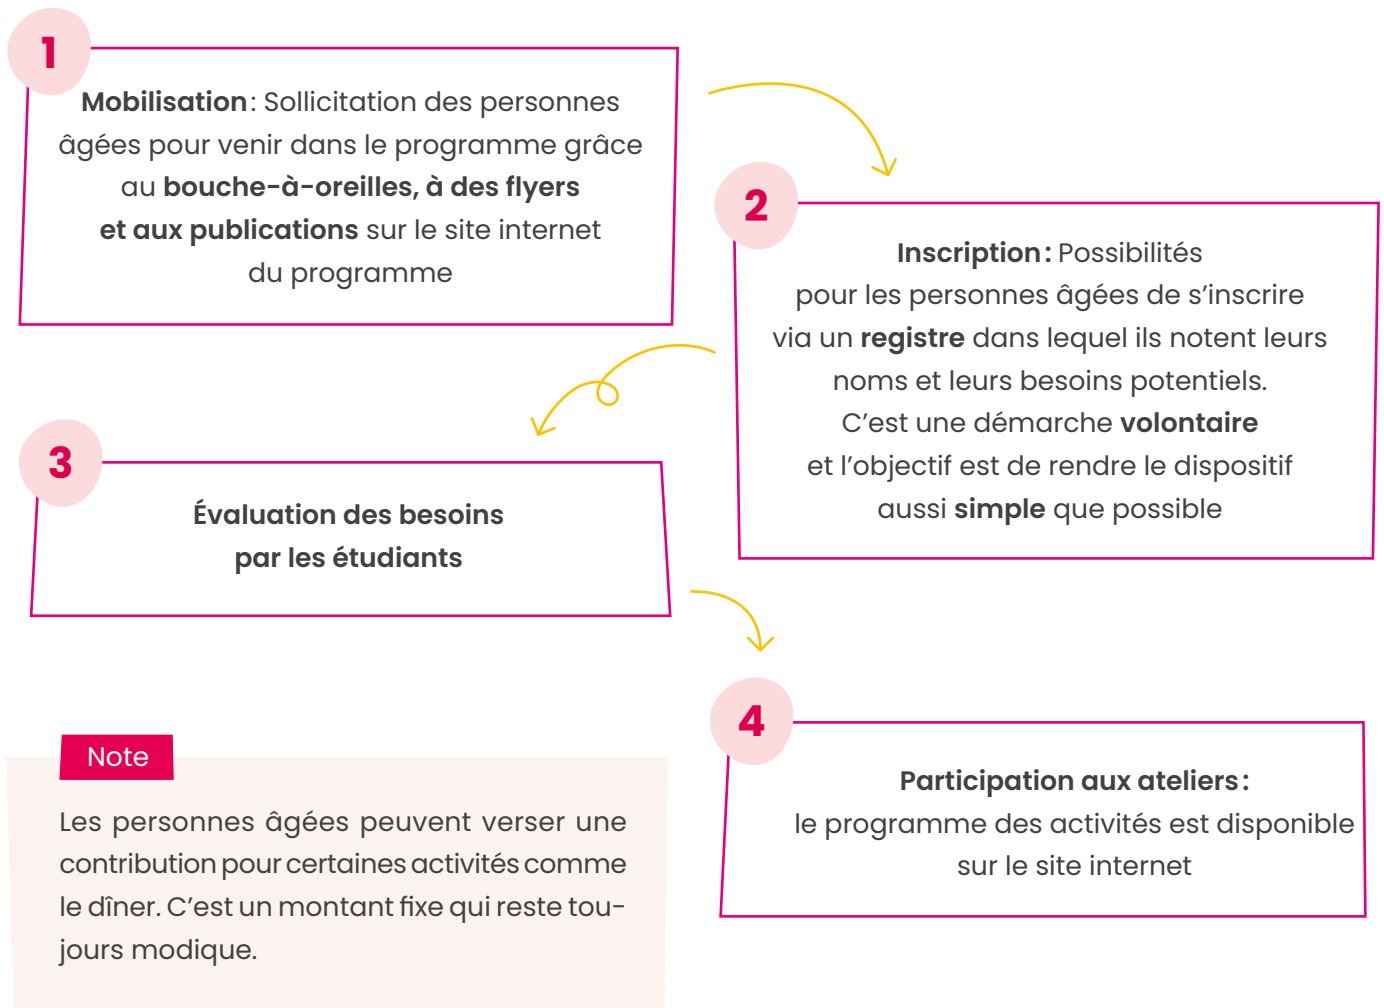 1
Mobilisation : Sollicitation des personnes
âgées pour venir dans le programme grâce
au bouche-à-oreilles, à des flyers
et aux publications sur le site internet
du programme
2
Inscription : Possibilités
pour les personnes âgées de s’inscrire
via un registre dans lequel ils notent leurs
noms et leurs besoins potentiels.
C’est une démarche volontaire
et l’objectif est de rendre le dispositif
aussi simple que possible
3
Évaluation des besoins
par les étudiants
4
Participation aux ateliers :
le programme des activités est disponible
sur le site internet
Note
Les personnes âgées peuvent verser une
contribution pour certaines activités comme
le dîner. C’est un montant fixe qui reste tou-
jours modique.